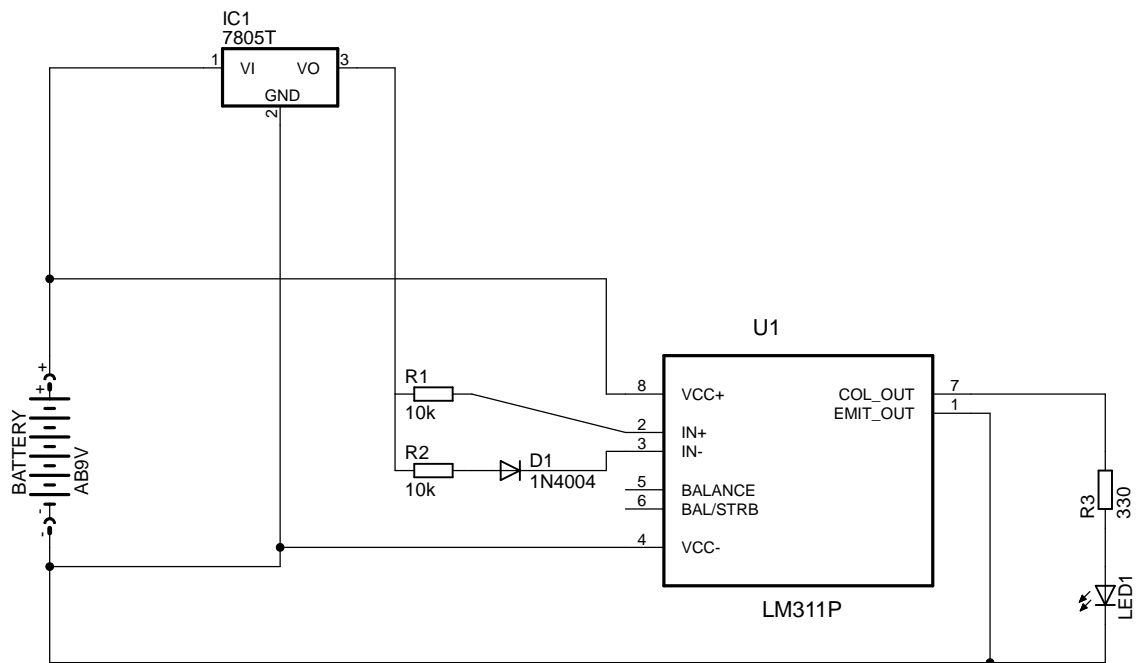 IC1
7805T
1 VI VO 3
GND
2
U1
BATTERY
AB9V
+
+
-
-
R1
10k
R2
10k
D1
1N4004
8 VCC+
2 IN+
3 IN-
5 BALANCE
6 BAL/STRB
4 VCC-
COL_OUT 7
EMIT_OUT 1
LM311P
R3
330
LED1